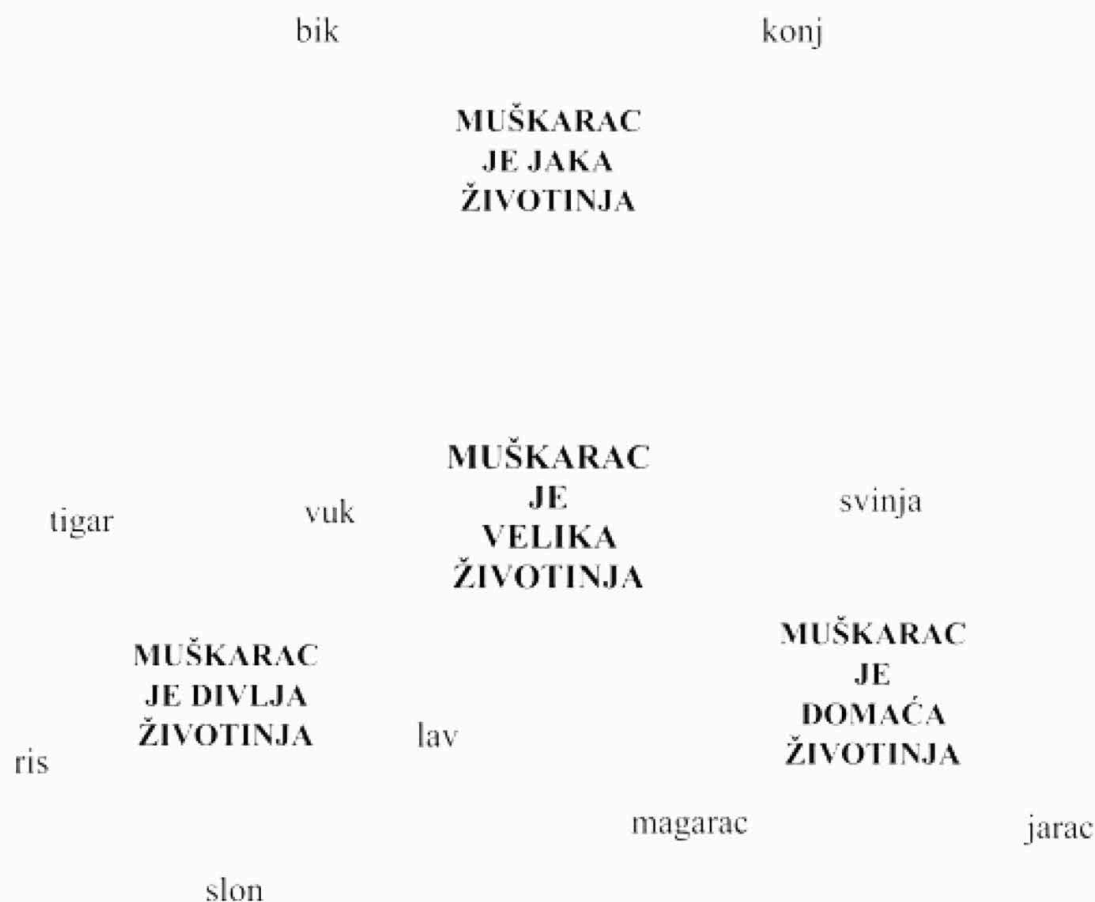 bik
konj
MUŠKARAC
JE JAKA
ŽIVOTINJA
MUŠKARAC
JE
VELIKA
ŽIVOTINJA
tigar
vuk
svinja
MUŠKARAC
JE DIVLJA
ŽIVOTINJA
MUŠKARAC
JE
DOMAĆA
ŽIVOTINJA
ris
lav
magarac
jarac
slon